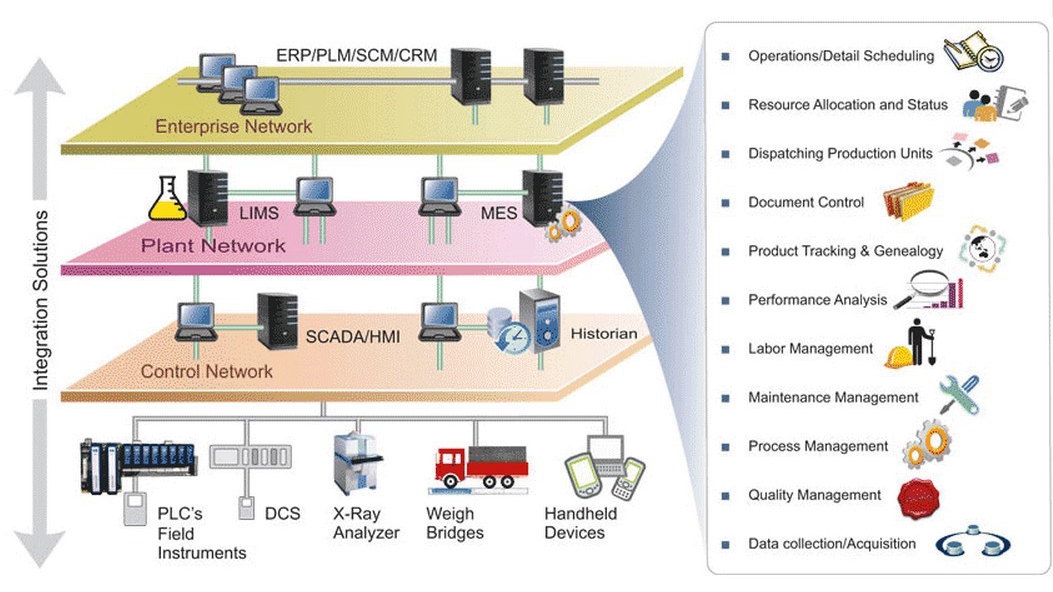 Integration Solutions
ERP/PLM/SCM/CRM
Enterprise Network
LIMS
MES
Plant Network
SCADA/HMI
Historian
Control Network
PLC's
Field
Instruments
DCS
X-Ray
Analyzer
Weigh
Bridges
Handheld
Devices
Operations/Detail Scheduling
Resource Allocation and Status
Dispatching Production Units
Document Control
Product Tracking & Genealogy
Performance Analysis
Labor Management
Maintenance Management
Process Management
Quality Management
Data collection/Acquisition